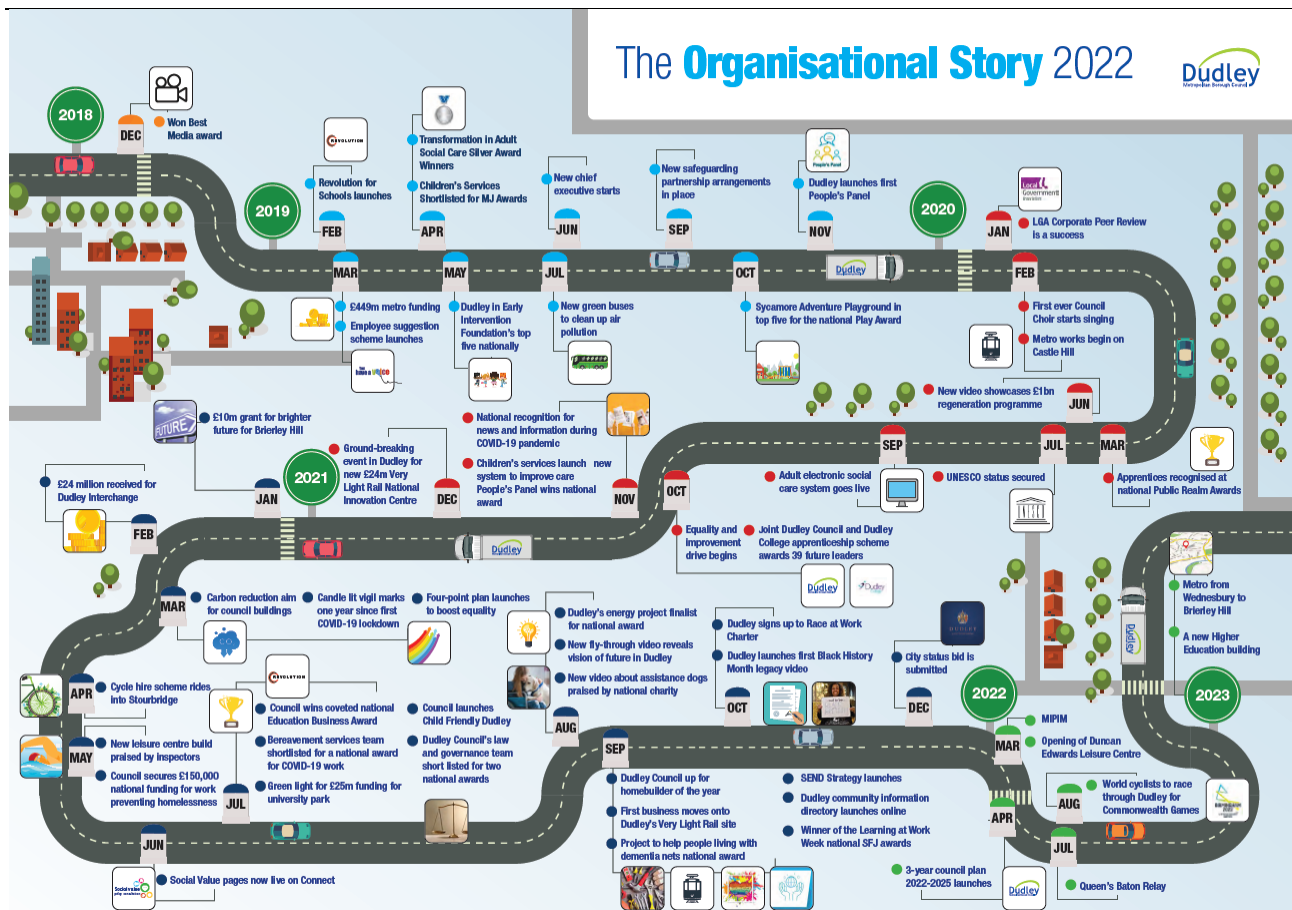 The Organisational Story 2022
Dudley
Metropolitan Borough Council
2018
DEC
Won Best
Media award
2019
REVOLUTION
Revolution for
Schools launches
FEB
Transformation in Adult
Social Care Silver Award
Winners
Children's Services
Shortlisted for MJ Awards
APR
New chief
executive starts
JUN
New safeguarding
partnership arrangements
in place
SEP
People's Panel
Dudley launches first
People's Panel
NOV
2020
JAN
Local
Government
Association
LGA Corporate Peer Review
is a success
MAR
£449m metro funding
Employee suggestion
scheme launches
You
have a voice
MAY
Dudley in Early
Intervention
Foundation's top
five nationally
JUL
New green buses
to clean up air
pollution
OCT
Sycamore Adventure Playground in
top five for the national Play Award
Dudley
FEB
First ever Council
Choir starts singing
Metro works begin on
Castle Hill
New video showcases £1bn
regeneration programme
JUN
FUTURE
£10m grant for brighter
future for Brierley Hill
JAN
2021
Ground-breaking
event in Dudley for
new £24m Very
Light Rail National
Innovation Centre
DEC
National recognition for
news and information during
COVID-19 pandemic
Children's services launch new
system to improve care
People's Panel wins national
award
NOV
OCT
Equality and
improvement
drive begins
Joint Dudley Council and Dudley
College apprenticeship scheme
awards 39 future leaders
Dudley
Dudley
SEP
Adult electronic social
care system goes live
JUL
UNESCO status secured
MAR
Apprentices recognised at
national Public Realm Awards
£24 million received for
Dudley Interchange
FEB
Dudley
MAR
Carbon reduction aim
for council buildings
CO2
Candle lit vigil marks
one year since first
COVID-19 lockdown
Four-point plan launches
to boost equality
APR
Cycle hire scheme rides
into Stourbridge
MAY
New leisure centre build
praised by inspectors
Council secures £150,000
national funding for work
preventing homelessness
REVOLUTION
Council wins coveted national
Education Business Award
Bereavement services team
shortlisted for a national award
for COVID-19 work
Green light for £25m funding for
university park
Council launches
Child Friendly Dudley
Dudley Council's law
and governance team
short listed for two
national awards
JUL
JUN
Social value
Social Value pages now live on Connect
Dudley's energy project finalist
for national award
New fly-through video reveals
vision of future in Dudley
New video about assistance dogs
praised by national charity
AUG
SEP
Dudley Council up for
homebuilder of the year
First business moves onto
Dudley's Very Light Rail site
Project to help people living with
dementia nets national award
SEND Strategy launches
Dudley community information
directory launches online
Winner of the Learning at Work
Week national SFJ awards
Dudley signs up to Race at Work
Charter
Dudley launches first Black History
Month legacy video
OCT
DUDLEY
City status bid is
submitted
DEC
2022
MAR
MIPIM
Opening of Duncan
Edwards Leisure Centre
APR
3-year council plan
2022-2025 launches
Dudley
AUG
World cyclists to race
through Dudley for
Commonwealth Games
JUL
Queen's Baton Relay
Dudley
Metro from
Wednesbury to
Brierley Hill
A new Higher
Education building
2023